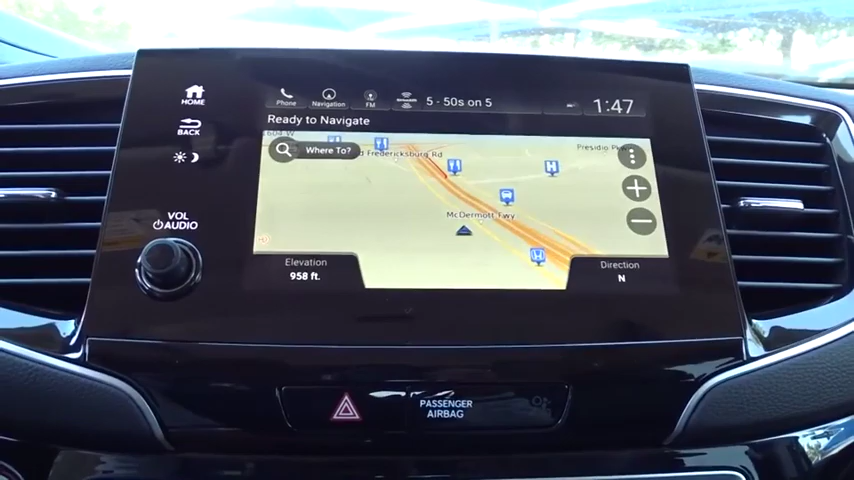 HOME
BACK
VOL
AUDIO
Phone
Navigation
FM
5 - 50s on 5
1:47
Ready to Navigate
1604 W
Where To?
d Fredericksburg Rd
Presidio
McDermott Fwy
Elevation
958 ft.
Direction
N
PASSENGER
AIRBAG